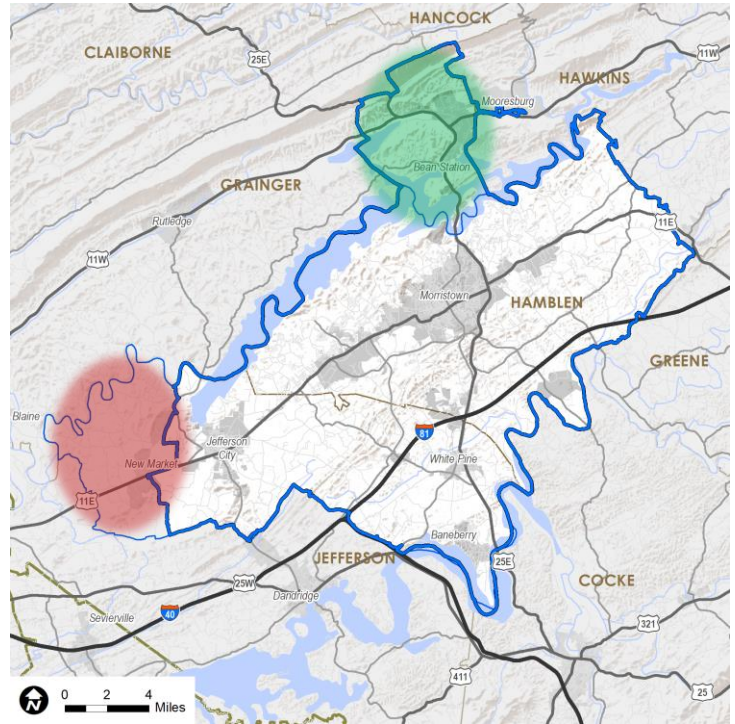 HANCOCK
CLAIBORNE
25E
11W
HAWKINS
Mooresburg
Bean Station
GRAINGER
Rutledge
11E
11W
Morristown
HAMBLEN
GREENE
Blaine
Jefferson
City
81
New Market
White Pine
11E
Baneberry
JEFFERSON
25E
25W
COCKE
Dandridge
40
Sevierville
321
N
0 2 4
Miles
411
25